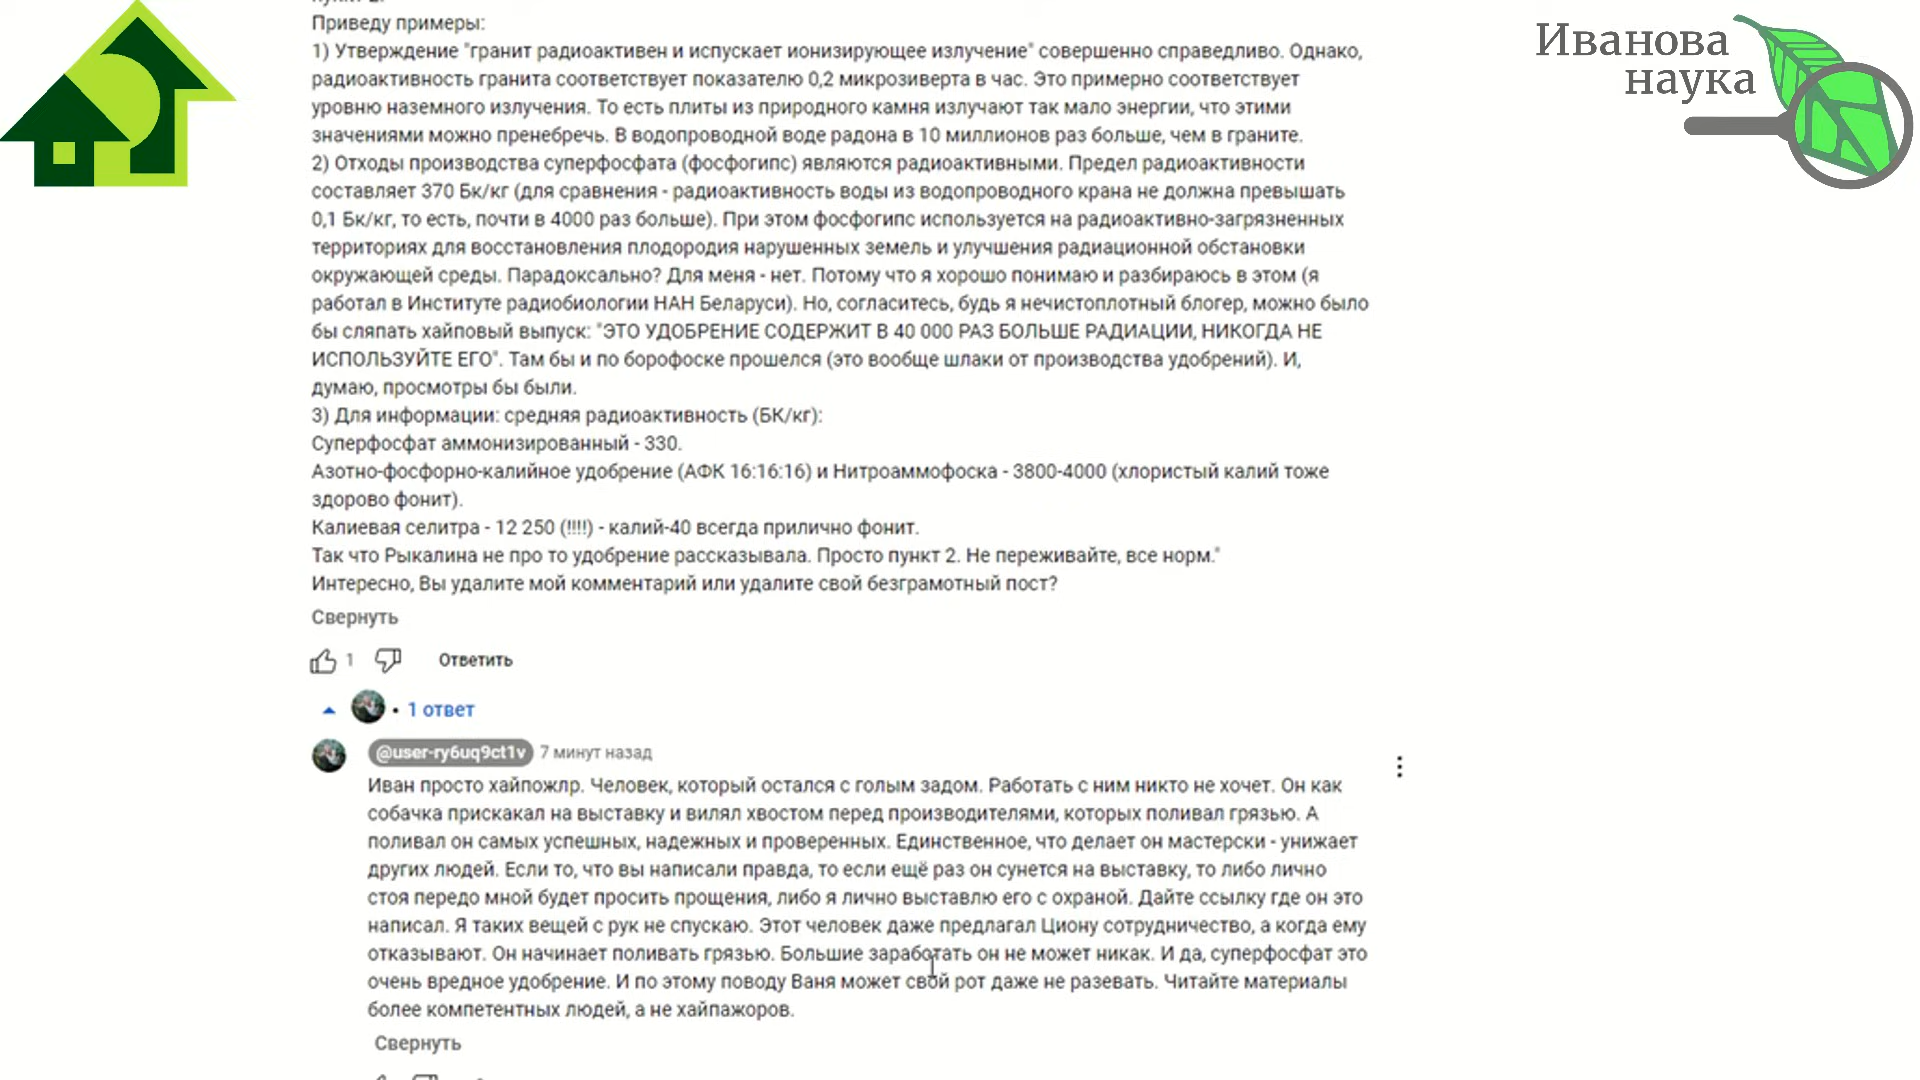 Приведу примеры:
1) Утверждение "гранит радиоактивен и испускает ионизирующее излучение" совершенно справедливо. Однако,
радиоактивность гранита соответствует показателю 0,2 микрозиверта в час. Это примерно соответствует
уровню наземного излучения. То есть плиты из природного камня излучают так мало энергии, что этими
значениями можно пренебречь. В водопроводной воде радона в 10 миллионов раз больше, чем в граните.
2) Отходы производства суперфосфата (фосфогипс) являются радиоактивными. Предел радиоактивности
составляет 370 Бк/кг (для сравнения - радиоактивность воды из водопроводного крана не должна превышать
0,1 Бк/кг, то есть, почти в 4000 раз больше). При этом фосфогипс используется на радиоактивно-загрязненных
территориях для восстановления плодородия нарушенных земель и улучшения радиационной обстановки
окружающей среды. Парадоксально? Для меня - нет. Потому что я хорошо понимаю и разбираюсь в этом (я
работал в Институте радиобиологии НАН Беларуси). Но, согласитесь, будь я нечистоплотный блогер, можно было
бы сляпать хайповый выпуск: "ЭТО УДОБРЕНИЕ СОДЕРЖИТ В 40 000 РАЗ БОЛЬШЕ РАДИАЦИИ, НИКОГДА НЕ
ИСПОЛЬЗУЙТЕ ЕГО". Там бы и по борофоске прошелся (это вообще шлаки от производства удобрений). И,
думаю, просмотры бы были.
3) Для информации: средняя радиоактивность (БК/кг):
Суперфосфат аммонизированный - 330.
Азотно-фосфорно-калийное удобрение (АФК 16:16:16) и Нитроаммофоска - 3800-4000 (хлористый калий тоже
здорово фонит).
Калиевая селитра - 12 250 (!!!!) - калий-40 всегда прилично фонит.
Так что Рыкалина не про то удобрение рассказывала. Просто пункт 2. Не переживайте, все норм."
Интересно, Вы удалите мой комментарий или удалите свой безграмотный пост?
Свернуть
1 Ответить
• 1 ответ
@user-ry6uq9ct1v 7 минут назад
Иван просто хайпожлр. Человек, который остался с голым задом. Работать с ним никто не хочет. Он как
собачка прискакал на выставку и вилял хвостом перед производителями, которых поливал грязью. А
поливал он самых успешных, надежных и проверенных. Единственное, что делает он мастерски - унижает
других людей. Если то, что вы написали правда, то если ещё раз он сунется на выставку, то либо лично
стоя передо мной будет просить прощения, либо я лично выставлю его с охраной. Дайте ссылку где он это
написал. Я таких вещей с рук не спускаю. Этот человек даже предлагал Циону сотрудничество, а когда ему
отказывают. Он начинает поливать грязью. Большие заработать он не может никак. И да, суперфосфат это
очень вредное удобрение. И по этому поводу Ваня может свой рот даже не разевать. Читайте материалы
более компетентных людей, а не хайпажоров.
Свернуть
Иванова
наука